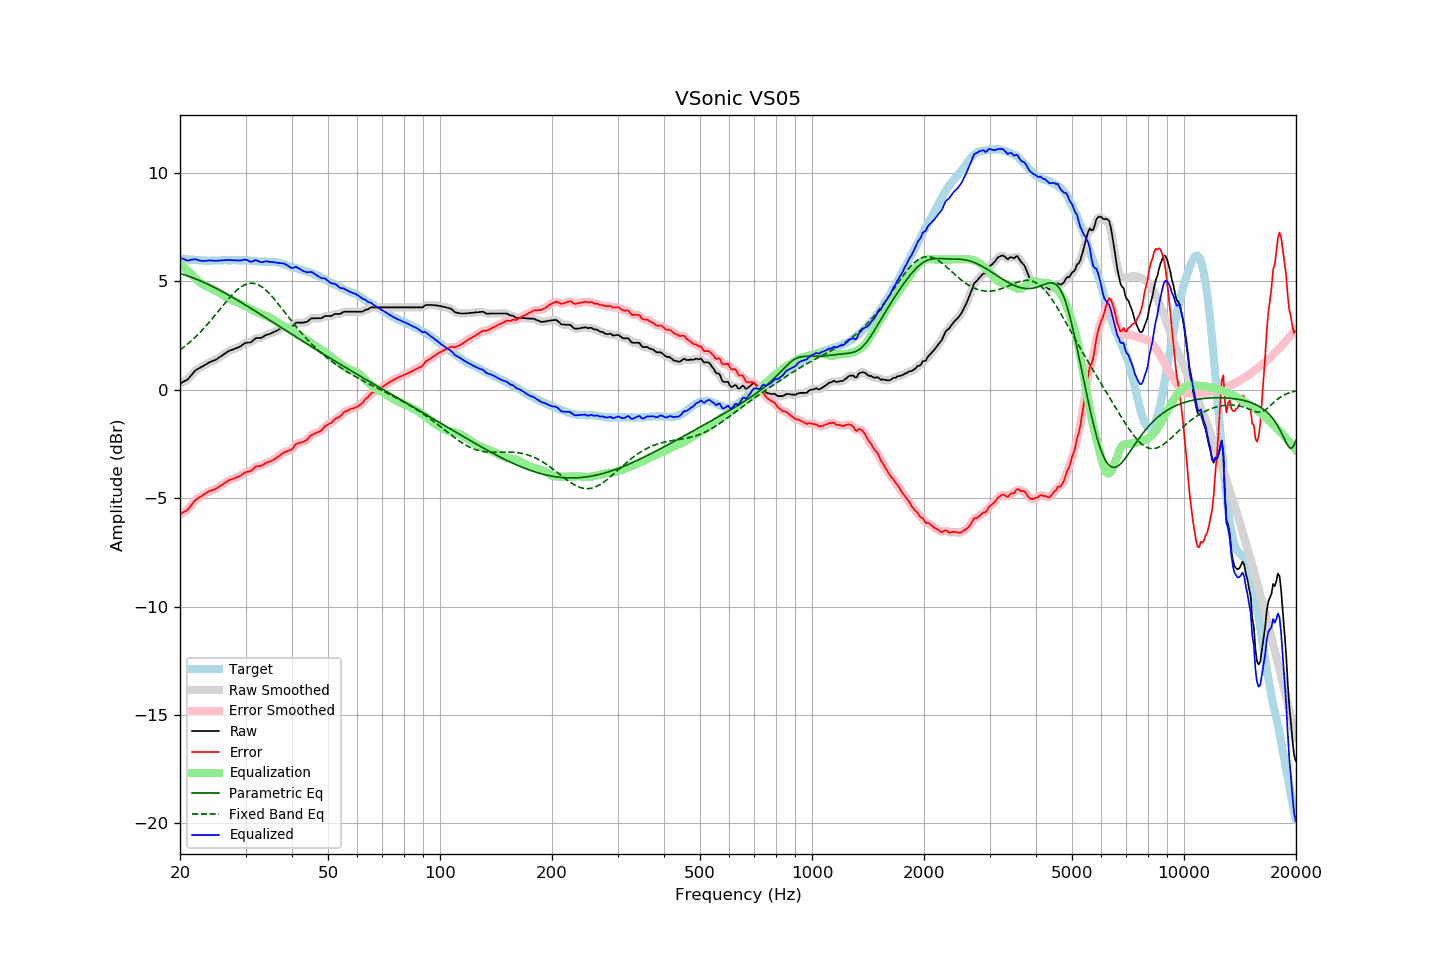 VSonic VS05
Amplitude (dBr)
10
5
0
−5
−10
−15
−20
Target
Raw Smoothed
Error Smoothed
Raw
Error
Equalization
Parametric Eq
Fixed Band Eq
Equalized
20 50 100 200 500 1000 2000 5000 10000 20000
Frequency (Hz)